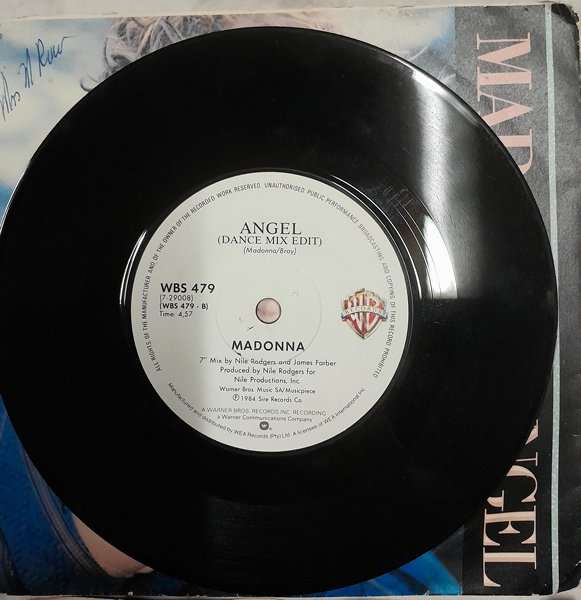 MAD
NGEL
ALL RIGHTS OF THE MANUFACTURER AND OF THE OWNER OF THE RECORDED WORK RESERVED. UNAUTHORISED PUBLIC PERFORMANCE, BROADCASTING AND COPYING OF THIS RECORD PROHIBITED
ANGEL
(DANCE MIX EDIT)
(Madonna/Bray)
WBS 479
(7-29008)
(WBS 479 - B)
Time: 4,57
MADONNA
7" Mix by Nile Rodgers and James Farber
Produced by Nile Rodgers for
Nile Productions, Inc.
Warner Bros. Music SA/Musicpiece
℗ 1984 Sire Records Co.
A WARNER BROS. RECORDS INC. RECORDING
a Warner Communications Company
Manufactured and distributed by WEA Records (Pty) Ltd. A licensee of WEA International Inc.